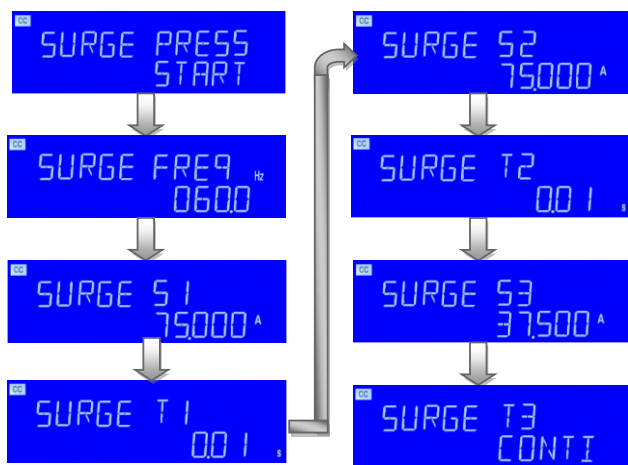 CC
SURGE PRESS
START
CC
SURGE FREQ Hz
060.0
CC
SURGE S1
75.000 A
CC
SURGE T1
0.01 s
CC
SURGE S2
75.000 A
CC
SURGE T2
0.01 s
CC
SURGE S3
37.500 A
CC
SURGE T3
CONTI